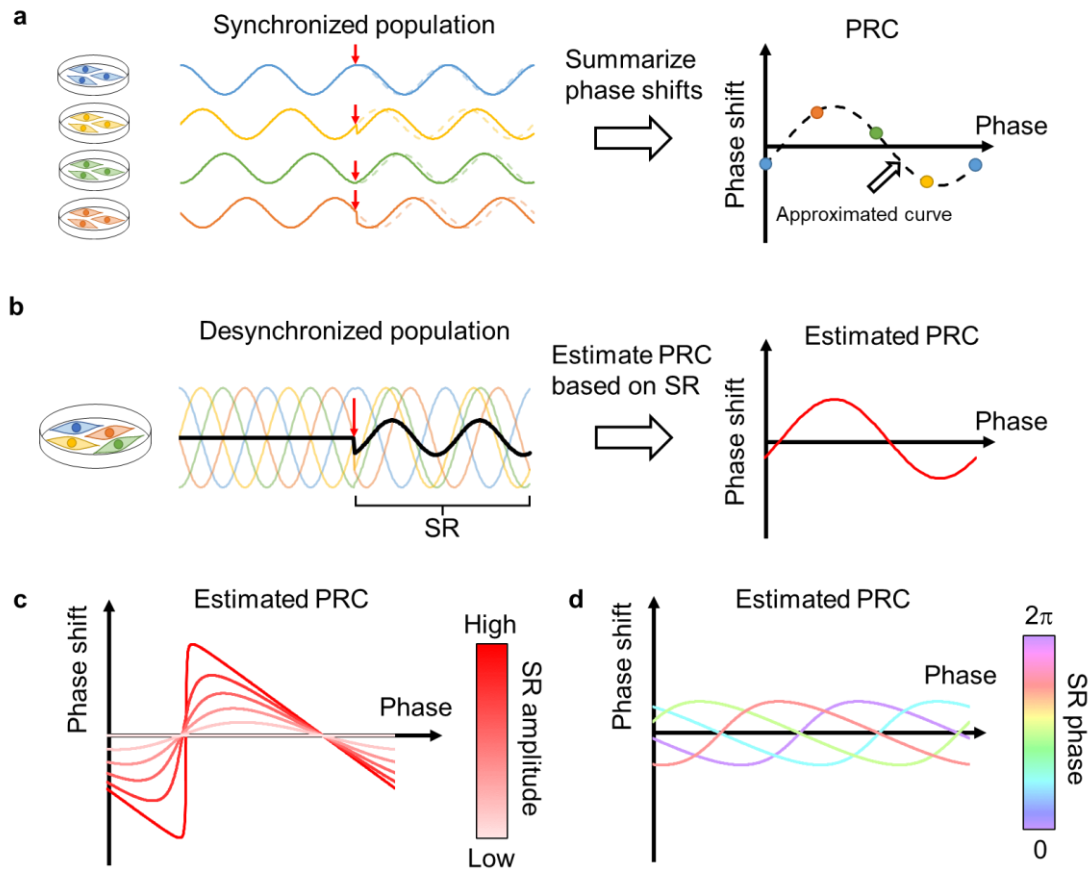 a
Synchronized population
Summarize
phase shifts
PRC
Phase shift
Phase
Approximated curve
b
Desynchronized population
SR
Estimate PRC
based on SR
Estimated PRC
Phase shift
Phase
c
Estimated PRC
Phase shift
Phase
High
SR amplitude
Low
d
Estimated PRC
Phase shift
Phase
2π
SR phase
0